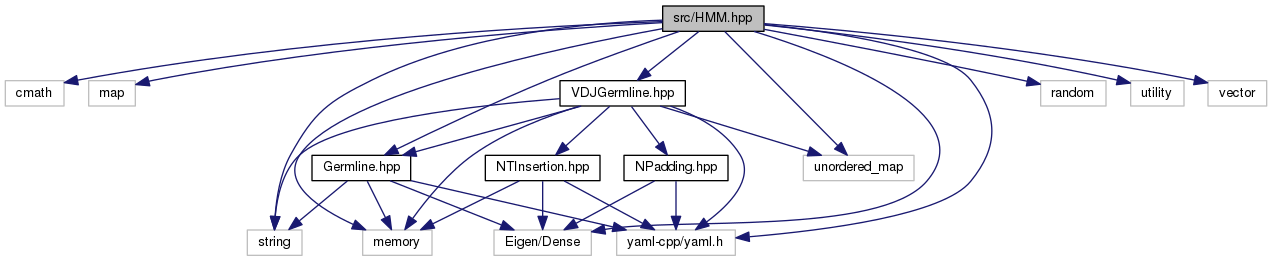 src/HMM.hpp
cmath
map
VDJGermline.hpp
random
utility
vector
Germline.hpp
NTInsertion.hpp
NPadding.hpp
unordered_map
string
memory
Eigen/Dense
yaml-cpp/yaml.h